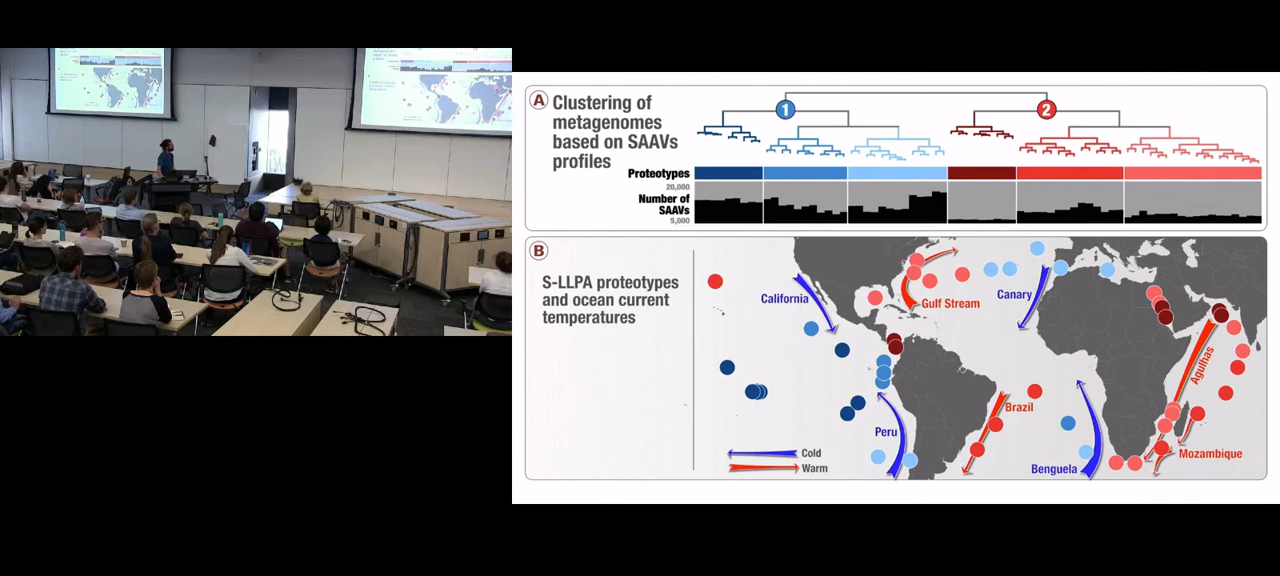 A
Clustering of
metagenomes
based on SAAVs
profiles
1
2
Proteotypes
20,000
Number of
SAAVs
5,000
B
S-LLPA proteotypes
and ocean current
temperatures
California
Gulf Stream
Canary
Agulhas
Brazil
Peru
Cold
Warm
Benguela
Mozambique